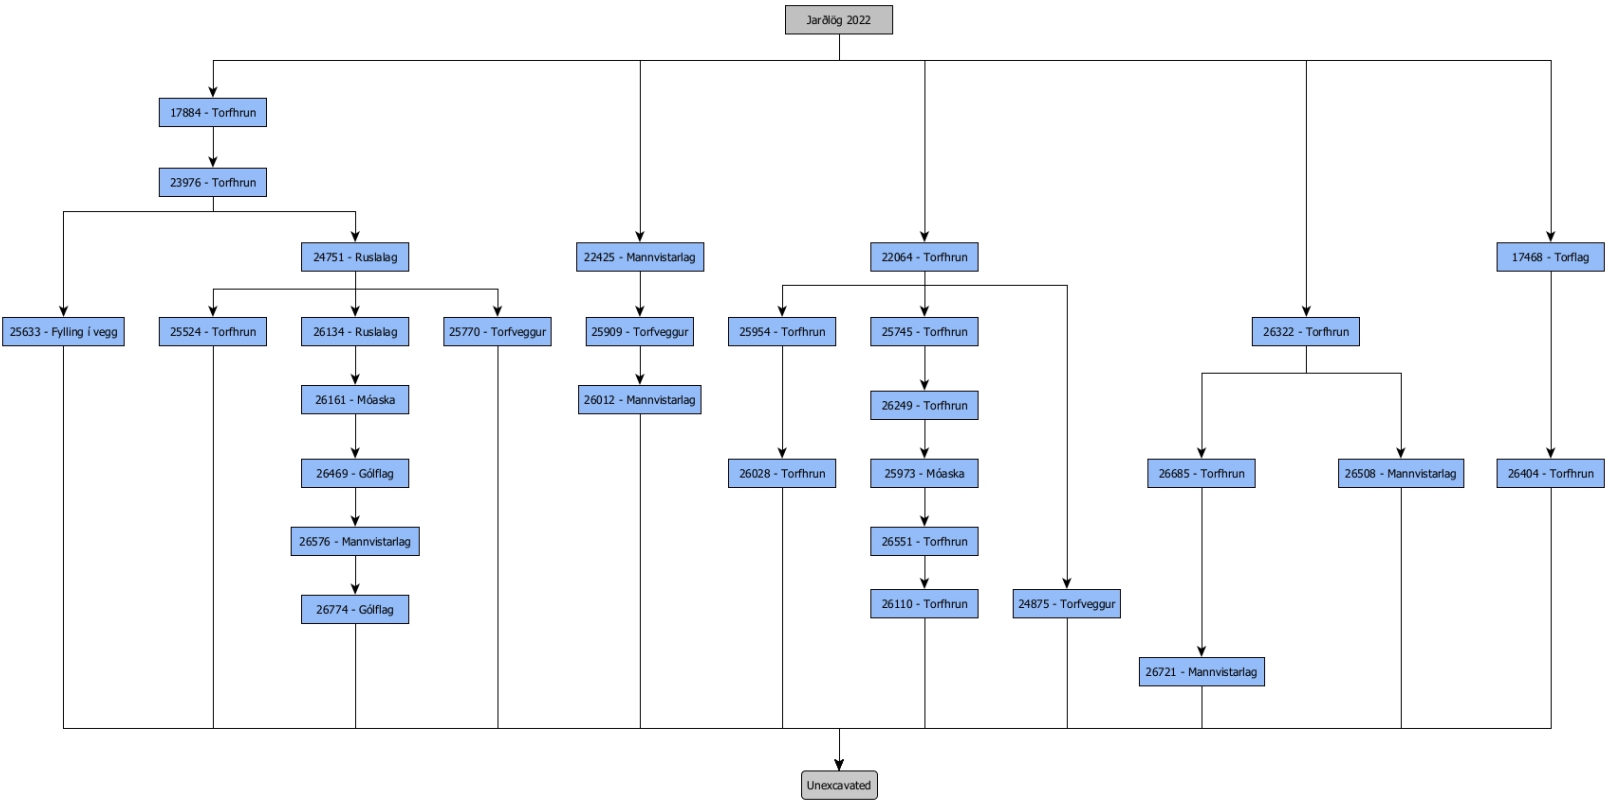 Jarðlög 2022
17884 - Torfhrun
23976 - Torfhrun
24751 - Ruslalag
22425 - Mannvistarlag
22064 - Torfhrun
17468 - Torflag
25633 - Fylling í vegg
25524 - Torfhrun
26134 - Ruslalag
25770 - Torfveggur
25909 - Torfveggur
25954 - Torfhrun
25745 - Torfhrun
26322 - Torfhrun
26161 - Móaska
26012 - Mannvistarlag
26249 - Torfhrun
26469 - Gólflag
26028 - Torfhrun
25973 - Móaska
26685 - Torfhrun
26508 - Mannvistarlag
26404 - Torfhrun
26576 - Mannvistarlag
26551 - Torfhrun
26774 - Gólflag
26110 - Torfhrun
24875 - Torfveggur
26721 - Mannvistarlag
Unexcavated